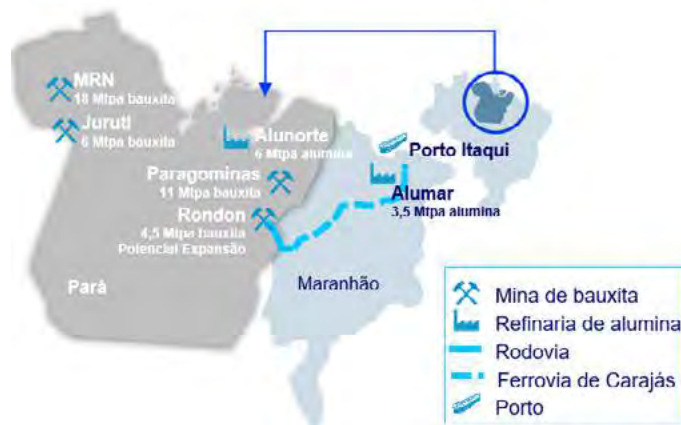 MRN
18 Mtpa bauxita
Juruti
6 Mtpa bauxita
Alunorte
6 Mtpa alumina
Paragominas
11 Mtpa bauxita
Rondon
4,5 Mtpa bauxita
Potencial Expansão
Pará
Porto Itaqui
Alumar
3,5 Mtpa alumina
Maranhão
Mina de bauxita
Refinaria de alumina
Rodovia
Ferrovia de Carajás
Porto